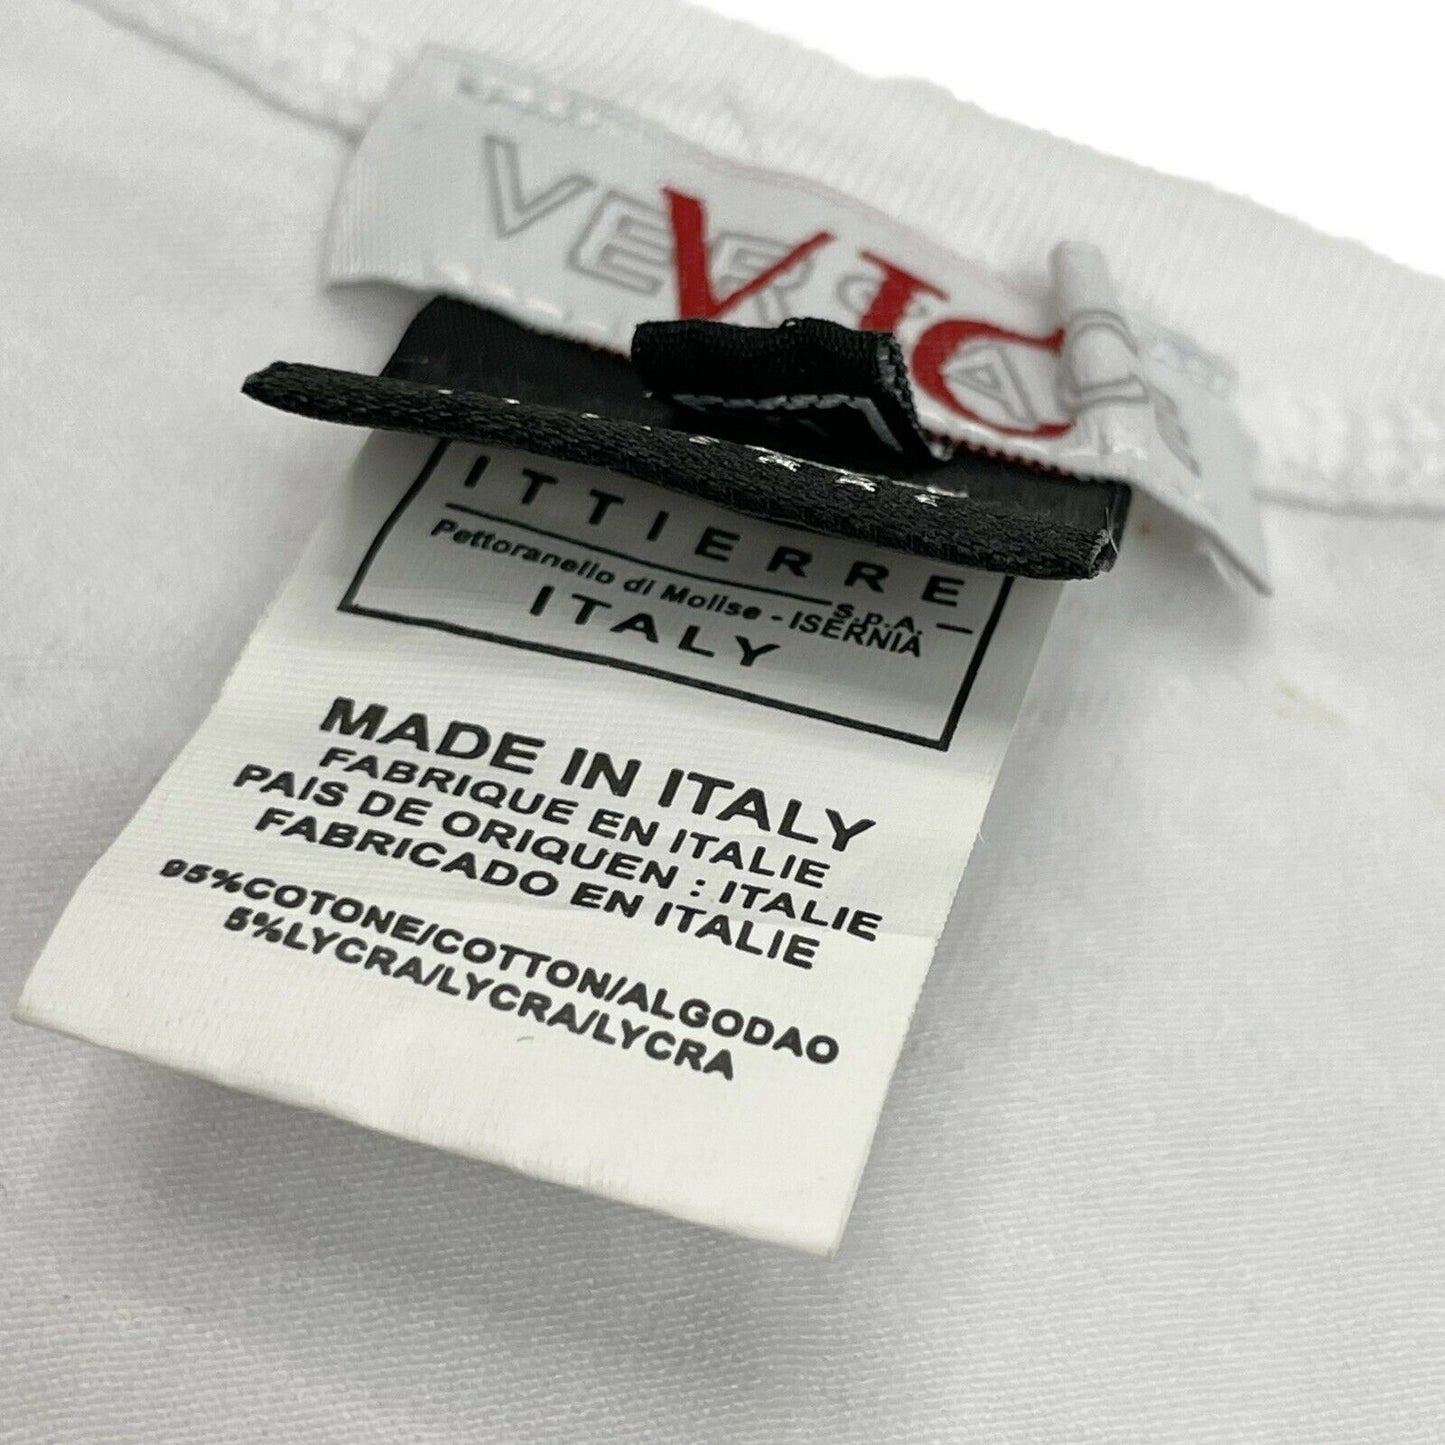 VJC
ITTIERRE
S.P.A.
Pettoranello di Molise - ISERNIA
ITALY
MADE IN ITALY
FABRIQUE EN ITALIE
PAIS DE ORIQUEN : ITALIE
FABRICADO EN ITALIE
95%COTONE/COTTON/ALGODAO
5%LYCRA/LYCRA/LYCRA